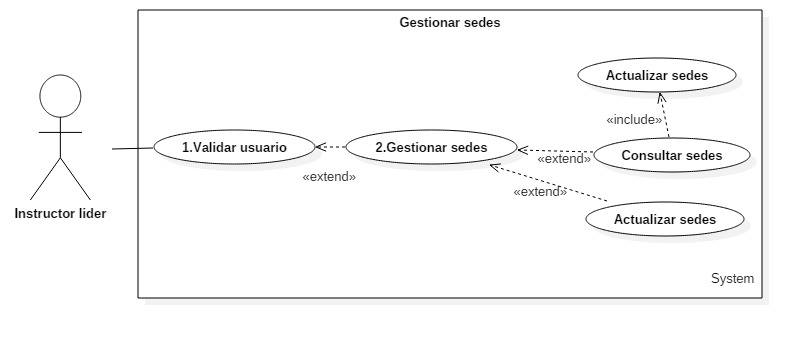 Gestionar sedes
Actualizar sedes
«include»
1.Validar usuario
2.Gestionar sedes
«extend»
Consultar sedes
«extend»
«extend»
Instructor lider
Actualizar sedes
System